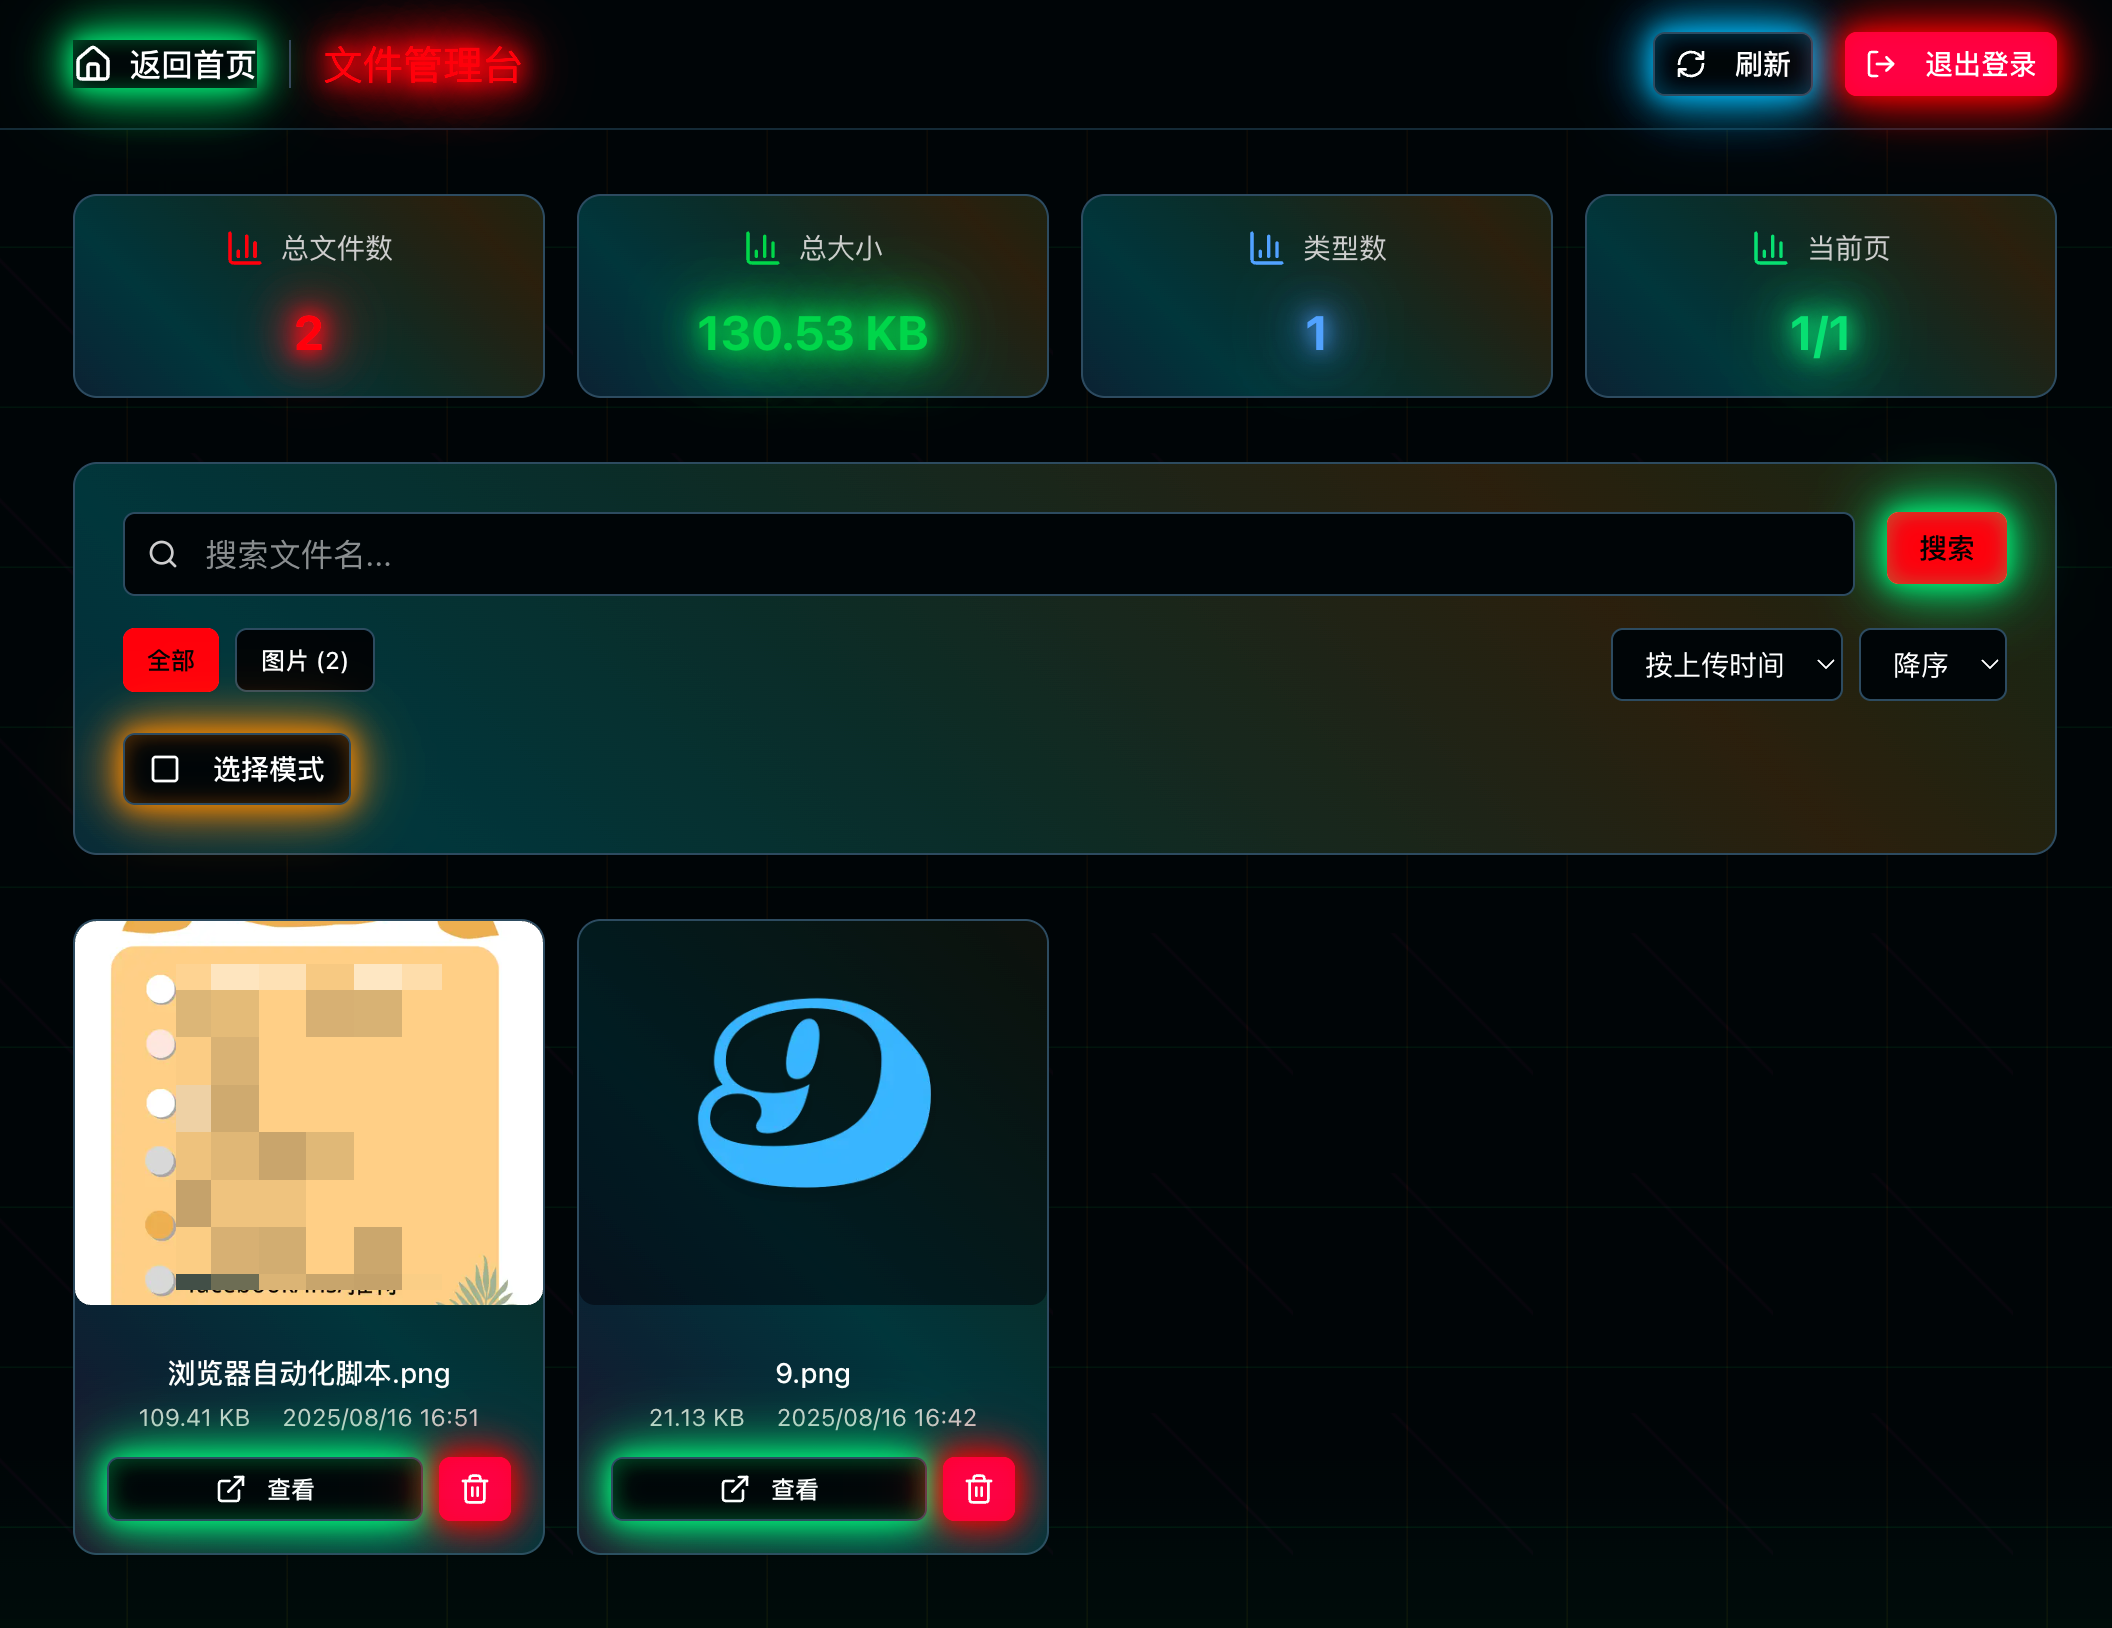 返回首页
文件管理台
刷新
退出登录
总文件数
2
总大小
130.53 KB
类型数
1
当前页
1/1
搜索文件名...
搜索
全部
图片 (2)
按上传时间
降序
选择模式
9
浏览器自动化脚本.png
109.41 KB 2025/08/16 16:51
查看
9.png
21.13 KB 2025/08/16 16:42
查看